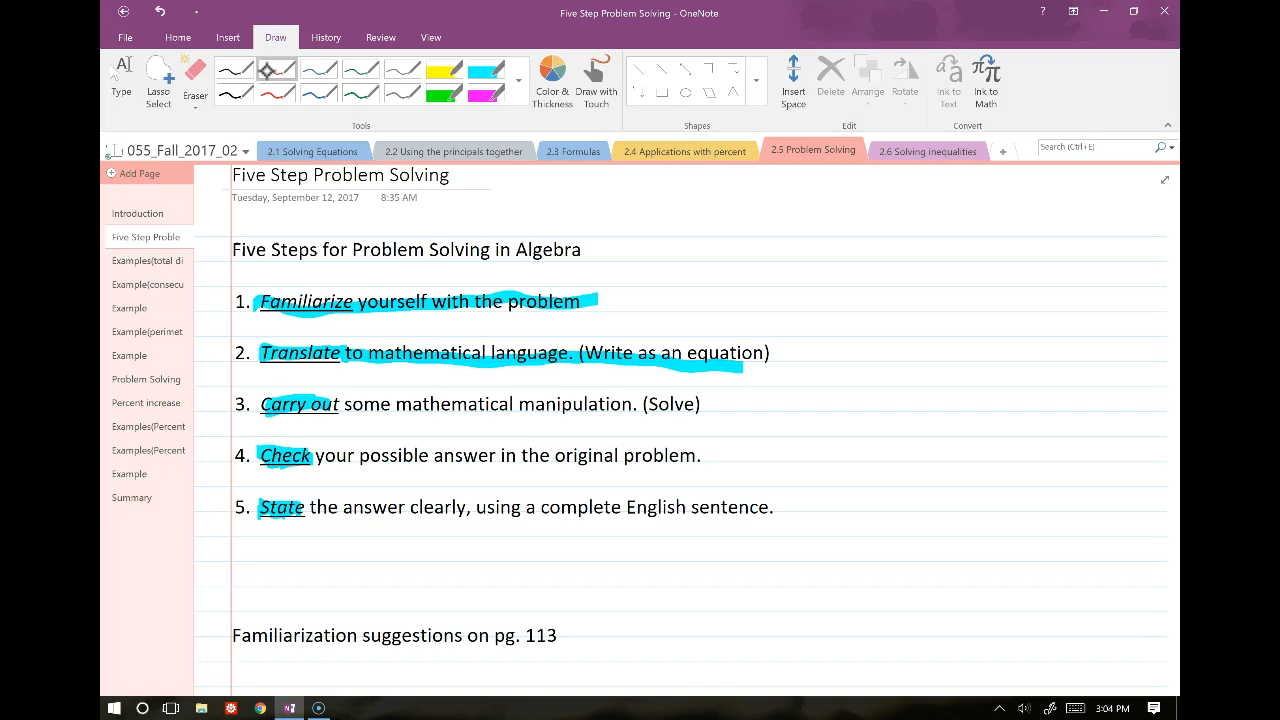 Five Step Problem Solving - OneNote
?
File Home Insert Draw History Review View
Type
Lasso Select
Eraser
Color & Thickness
Draw with Touch
Insert Space
Delete
Arrange
Rotate
Ink to Text
Ink to Math
Tools
Shapes
Edit
Convert
055_Fall_2017_02
2.1 Solving Equations
2.2 Using the principals together
2.3 Formulas
2.4 Applications with percent
2.5 Problem Solving
2.6 Solving inequalities
+
Search (Ctrl+E)
Add Page
Introduction
Five Step Proble
Examples(total di
Example(consecu
Example
Example(perimet
Example
Problem Solving
Percent increase
Examples(Percent
Examples(Percent
Example
Summary
Five Step Problem Solving
Tuesday, September 12, 2017 8:35 AM
Five Steps for Problem Solving in Algebra
1. Familiarize yourself with the problem
2. Translate to mathematical language. (Write as an equation)
3. Carry out some mathematical manipulation. (Solve)
4. Check your possible answer in the original problem.
5. State the answer clearly, using a complete English sentence.
Familiarization suggestions on pg. 113
3:04 PM